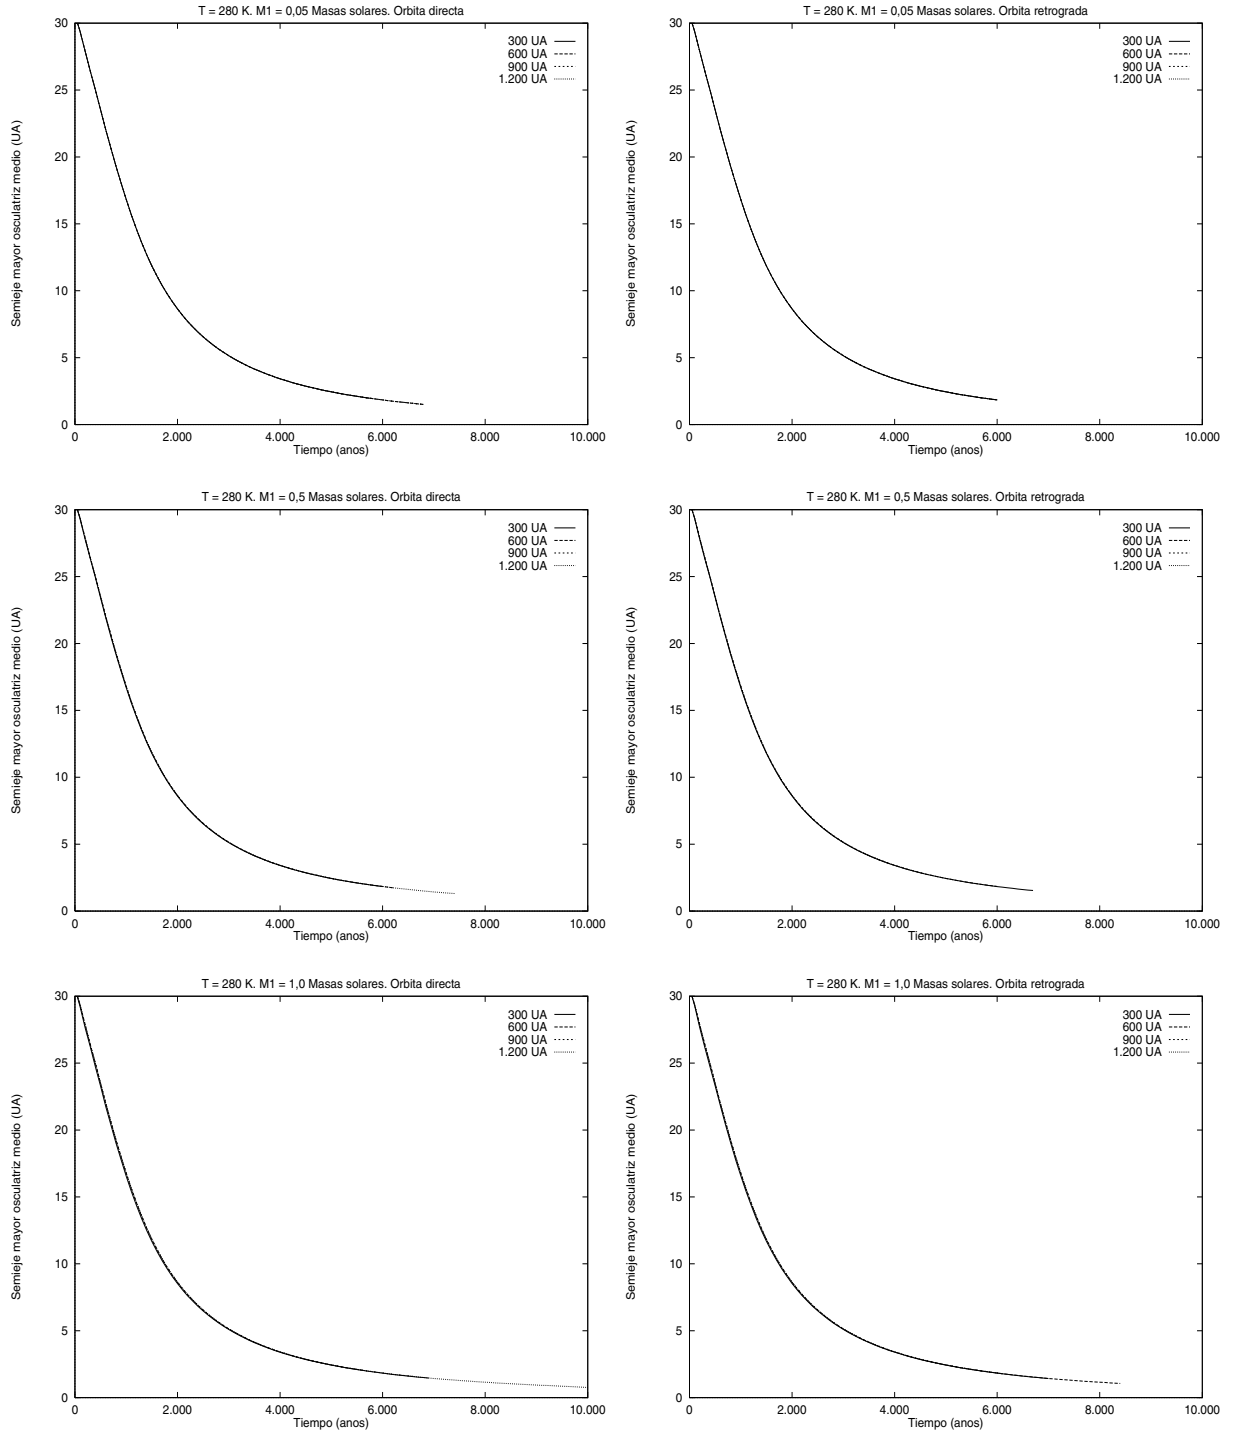 T = 280 K. M1 = 0,05 Masas solares. Orbita directa
30
25
20
15
10
5
0
Semieje mayor osculatriz medio (UA)
300 UA
600 UA
900 UA
1.200 UA
0 2.000 4.000 6.000 8.000 10.000
Tiempo (anos)
T = 280 K. M1 = 0,05 Masas solares. Orbita retrograda
30
25
20
15
10
5
0
Semieje mayor osculatriz medio (UA)
300 UA
600 UA
900 UA
1.200 UA
0 2.000 4.000 6.000 8.000 10.000
Tiempo (anos)
T = 280 K. M1 = 0,5 Masas solares. Orbita directa
30
25
20
15
10
5
0
Semieje mayor osculatriz medio (UA)
300 UA
600 UA
900 UA
1.200 UA
0 2.000 4.000 6.000 8.000 10.000
Tiempo (anos)
T = 280 K. M1 = 0,5 Masas solares. Orbita retrograda
30
25
20
15
10
5
0
Semieje mayor osculatriz medio (UA)
300 UA
600 UA
900 UA
1.200 UA
0 2.000 4.000 6.000 8.000 10.000
Tiempo (anos)
T = 280 K. M1 = 1,0 Masas solares. Orbita directa
30
25
20
15
10
5
0
Semieje mayor osculatriz medio (UA)
300 UA
600 UA
900 UA
1.200 UA
0 2.000 4.000 6.000 8.000 10.000
Tiempo (anos)
T = 280 K. M1 = 1,0 Masas solares. Orbita retrograda
30
25
20
15
10
5
0
Semieje mayor osculatriz medio (UA)
300 UA
600 UA
900 UA
1.200 UA
0 2.000 4.000 6.000 8.000 10.000
Tiempo (anos)